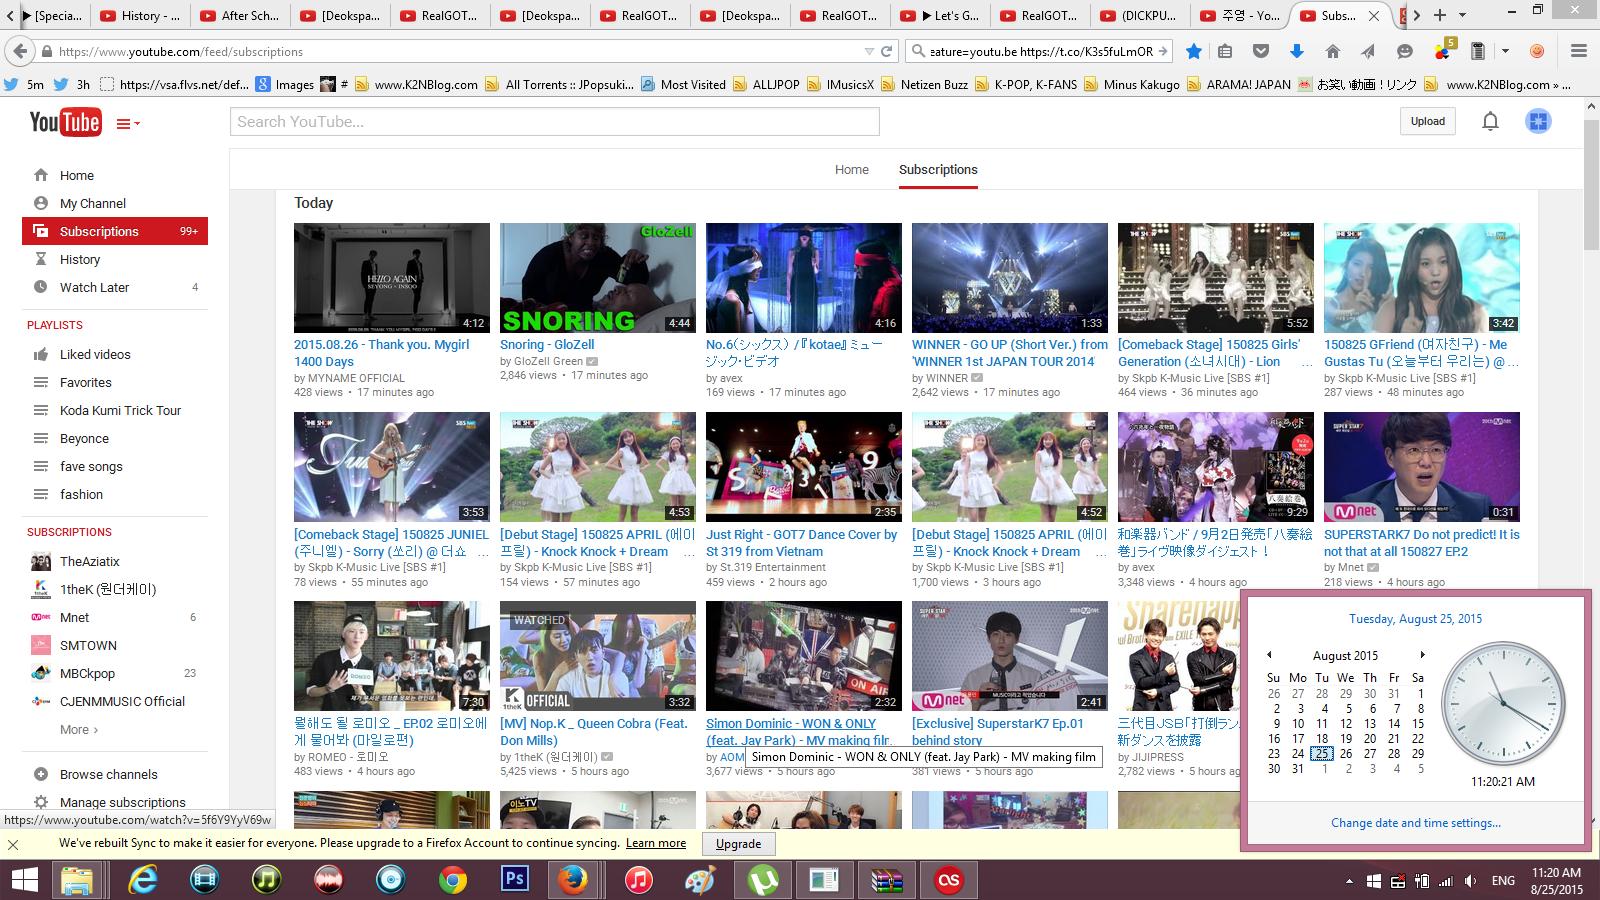 [Specia...
History - ...
After Sch...
[Deokspa...
RealGOT...
[Deokspa...
RealGOT...
[Deokspa...
RealGOT...
▶ Let's G...
RealGOT...
(DICKPU...
주영 - Yo...
Subs...
https://www.youtube.com/feed/subscriptions
eature=youtu.be https://t.co/K3s5fuLmOR
5
5m
3h
https://vsa.flvs.net/def...
Images
#
www.K2NBlog.com
All Torrents :: JPopsuki...
Most Visited
ALLJPOP
IMusicsX
Netizen Buzz
K-POP, K-FANS
Minus Kakugo
ARAMA! JAPAN
お笑い動画！リンク
www.K2NBlog.com » ...
YouTube
Search YouTube...
Upload
Home
Subscriptions
Home
My Channel
Subscriptions 99+
History
Watch Later 4
PLAYLISTS
Liked videos
Favorites
Koda Kumi Trick Tour
Beyonce
fave songs
fashion
SUBSCRIPTIONS
TheAziatix
1theK (원더케이)
Mnet 6
SMTOWN
MBCkpop 23
CJENMMUSIC Official
More ›
Browse channels
Manage subscriptions
Today
HELLO AGAIN
SEYONG × INSOO
4:12
2015.08.26 - Thank you. Mygirl
1400 Days
by MYNAME OFFICIAL
428 views • 17 minutes ago
GloZell
SNORING
4:44
Snoring - GloZell
by GloZell Green
2,846 views • 17 minutes ago
4:16
No.6(シックス) /『kotae』ミュー
ジック・ビデオ
by avex
169 views • 17 minutes ago
1:33
WINNER - GO UP (Short Ver.) from
'WINNER 1st JAPAN TOUR 2014'
by WINNER
2,642 views • 17 minutes ago
THE SHOW
5:52
[Comeback Stage] 150825 Girls'
Generation (소녀시대) - Lion ...
by Skpb K-Music Live [SBS #1]
464 views • 36 minutes ago
THE SHOW
3:42
150825 GFriend (여자친구) - Me
Gustas Tu (오늘부터 우리는) @ ...
by Skpb K-Music Live [SBS #1]
287 views • 48 minutes ago
THE SHOW
3:53
[Comeback Stage] 150825 JUNIEL
(주니엘) - Sorry (쏘리) @ 더쇼 ...
by Skpb K-Music Live [SBS #1]
78 views • 55 minutes ago
THE SHOW
4:53
[Debut Stage] 150825 APRIL (에이
프릴) - Knock Knock + Dream ...
by Skpb K-Music Live [SBS #1]
154 views • 57 minutes ago
2:35
Just Right - GOT7 Dance Cover by
St 319 from Vietnam
by St.319 Entertainment
459 views • 2 hours ago
THE SHOW
4:52
[Debut Stage] 150825 APRIL (에이
프릴) - Knock Knock + Dream ...
by Skpb K-Music Live [SBS #1]
1,700 views • 3 hours ago
八奏絵巻
9:29
和楽器バンド / 9月2日発売「八奏絵
巻」ライヴ映像ダイジェスト！
by avex
3,348 views • 4 hours ago
SUPERSTAR7
Mnet
0:31
SUPERSTARK7 Do not predict! It is
not that at all 150827 EP.2
by Mnet
218 views • 4 hours ago
ROMEO
7:30
뭘해도 될 로미오 _ EP.02 로미오에
게 물어봐 (마일로편)
by ROMEO - 로미오
483 views • 4 hours ago
WATCHED
1theK OFFICIAL
3:32
[MV] Nop.K _ Queen Cobra (Feat.
Don Mills)
by 1theK (원더케이)
5,425 views • 5 hours ago
ON AIR
2:32
Simon Dominic - WON & ONLY
(feat. Jay Park) - MV making film
by AOM
3,677 views • 5 hours ago
Simon Dominic - WON & ONLY (feat. Jay Park) - MV making film
Mnet
2:41
[Exclusive] SuperstarK7 Ep.01
behind story
381 views • 5 hours ago
三代目JSB「打倒ラン
新ダンスを披露
by JIJIPRESS
2,782 views • 5 hours ago
이노TV
Tuesday, August 25, 2015
August 2015
Su Mo Tu We Th Fr Sa
26 27 28 29 30 31 1
2 3 4 5 6 7 8
9 10 11 12 13 14 15
16 17 18 19 20 21 22
23 24 25 26 27 28 29
30 31 1 2 3 4 5
11:20:21 AM
Change date and time settings...
https://www.youtube.com/watch?v=5f6Y9YyV69w
We've rebuilt Sync to make it easier for everyone. Please upgrade to a Firefox Account to continue syncing. Learn more
Upgrade
Ps
ENG
11:20 AM
8/25/2015